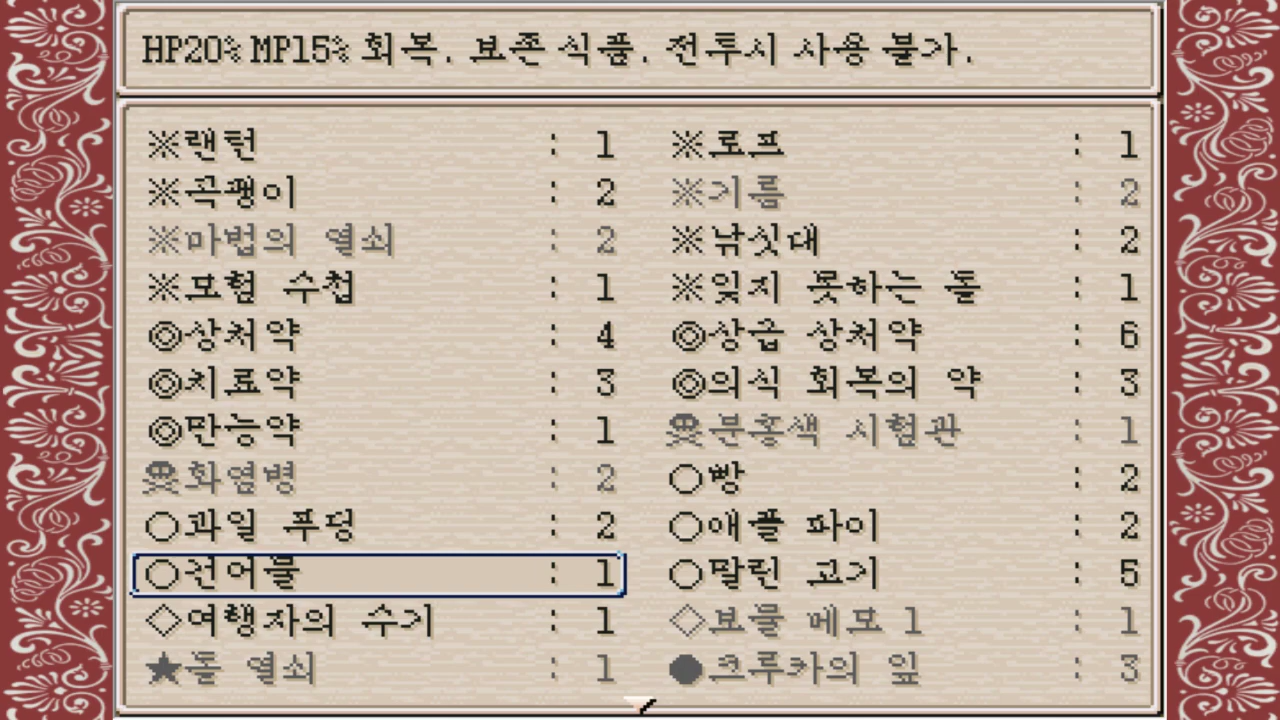 HP20% MP15% 회복. 보존 식품. 전투시 사용 불가.
※랜턴 : 1 ※로프 : 1
※곡괭이 : 2 ※기름 : 2
※마법의 열쇠 : 2 ※낚싯대 : 2
※모험 수첩 : 1 ※잊지 못하는 돌 : 1
◎상처약 : 4 ◎상급 상처약 : 6
◎치료약 : 3 ◎의식 회복의 약 : 3
◎만능약 : 1 ☠분홍색 시험관 : 1
☠화염병 : 2 ○빵 : 2
○과일 푸딩 : 2 ○애플 파이 : 2
○건어물 : 1 ○말린 고기 : 5
◇여행자의 수기 : 1 ◇보물 메모 1 : 1
★돌 열쇠 : 1 ●크루카의 잎 : 3